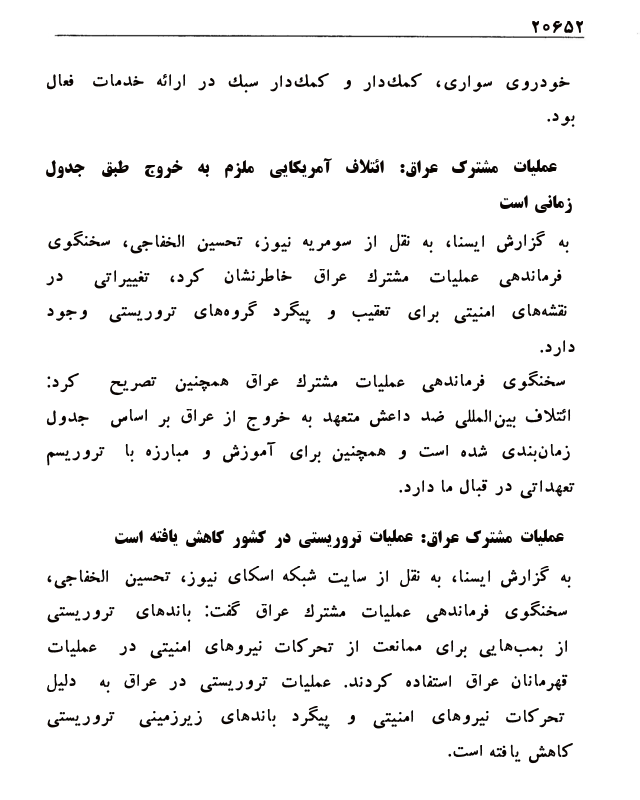 ۲۰۶۵۲
خودروی سواری، کمك‌دار و کمك‌دار سبك در ارائه خدمات فعال
بود.
عملیات مشترک عراق: ائتلاف آمریکایی ملزم به خروج طبق جدول
زمانی است
به گزارش ایسنا، به نقل از سومریه نیوز، تحسین الخفاجی، سخنگوی
فرماندهی عملیات مشترك عراق خاطرنشان کرد، تغییراتی در
نقشه‌های امنیتی برای تعقیب و پیگرد گروه‌های تروریستی وجود
دارد.
سخنگوی فرماندهی عملیات مشترك عراق همچنین تصریح کرد:
ائتلاف بین‌المللی ضد داعش متعهد به خروج از عراق بر اساس جدول
زمان‌بندی شده است و همچنین برای آموزش و مبارزه با تروریسم
تعهداتی در قبال ما دارد.
عملیات مشترک عراق: عملیات تروریستی در کشور کاهش یافته است
به گزارش ایسنا، به نقل از سایت شبکه اسکای نیوز، تحسین الخفاجی،
سخنگوی فرماندهی عملیات مشترك عراق گفت: باندهای تروریستی
از بمب‌هایی برای ممانعت از تحرکات نیروهای امنیتی در عملیات
قهرمانان عراق استفاده کردند. عملیات تروریستی در عراق به دلیل
تحرکات نیروهای امنیتی و پیگرد باندهای زیرزمینی تروریستی
کاهش یافته است.